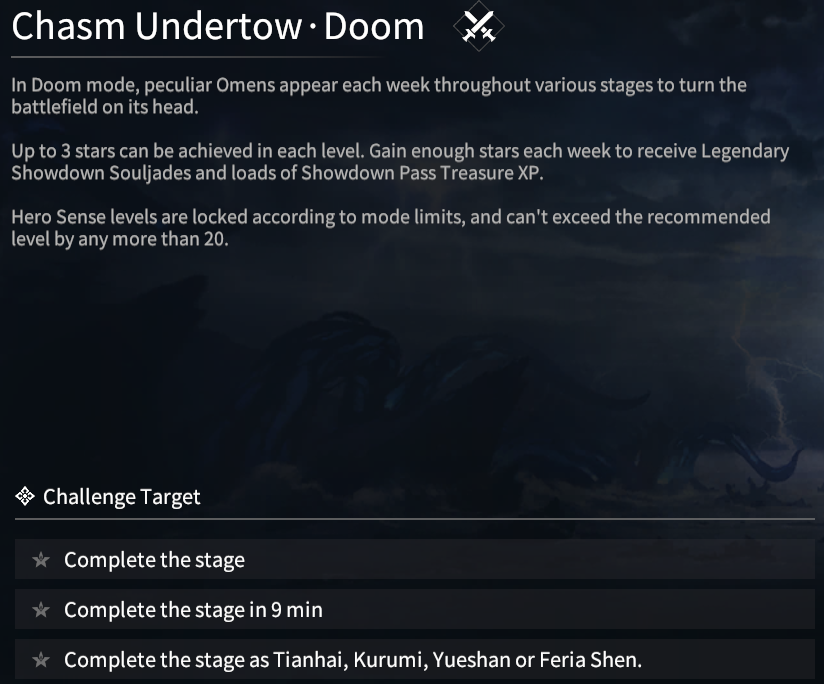 Chasm Undertow · Doom
In Doom mode, peculiar Omens appear each week throughout various stages to turn the
battlefield on its head.
Up to 3 stars can be achieved in each level. Gain enough stars each week to receive Legendary
Showdown Souljades and loads of Showdown Pass Treasure XP.
Hero Sense levels are locked according to mode limits, and can't exceed the recommended
level by any more than 20.
Challenge Target
Complete the stage
Complete the stage in 9 min
Complete the stage as Tianhai, Kurumi, Yueshan or Feria Shen.